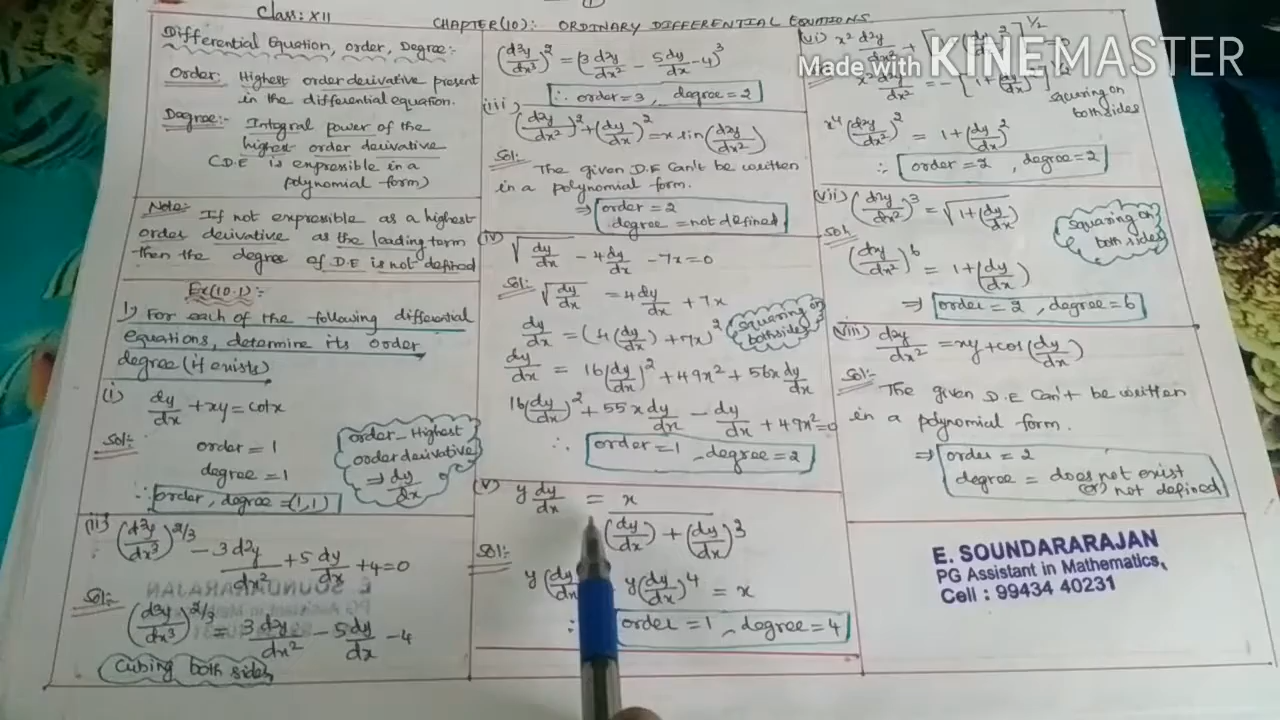 Class: XII
CHAPTER(10): ORDINARY DIFFERENTIAL EQUATIONS
Made with KINEMASTER
Differential Equation, order, Degree:-
Order: Highest order derivative present
in the differential equation.
Degree:- Integral power of the
highest order derivative
C.D.E is expressible in a
polynomial form)
Note: If not expressible as a highest
order derivative as the leading term
then the degree of D.E is not defined
Ex(10.1):-
1) For each of the following differential
equations, determine its order
degree (if exists)
(i) dy/dx + xy = cotx
Sol:
order = 1
degree = 1
∴ order, degree = (1,1)
order - Highest
order derivative
⇒ dy/dx
(ii) (d³y/dx³)^2/3 - 3 d²y/dx² + 5 dy/dx + 4 = 0
Sol:
(d³y/dx³)^2/3 = 3 d²y/dx² - 5 dy/dx - 4
Cubing both sides
(d³y/dx³)² = (3 d²y/dx² - 5 dy/dx - 4)³
∴ order = 3, degree = 2
(iii) (d²y/dx²)² + (dy/dx)² = x sin(d²y/dx²)
Sol:
The given D.E Can't be written
in a polynomial form.
⇒ order = 2
degree = not defined
(iv) √(dy/dx) - 4 dy/dx - 7x = 0
Sol:
√(dy/dx) = 4 dy/dx + 7x
dy/dx = (4(dy/dx) + 7x)²
squaring on
both sides
dy/dx = 16(dy/dx)² + 49x² + 56x dy/dx
16(dy/dx)² + 55x dy/dx - dy/dx + 49x² = 0
∴ order = 1, degree = 2
(v) y dy/dx = x / (dy/dx) + (dy/dx)³
Sol:-
y(dy/dx y(dy/dx)⁴ = x
∴ order = 1, degree = 4
(vi) x² d²y/dx² +
= -[1+(dy/dx)
squaring on
both sides
x⁴(d²y/dx²)² = 1+(dy/dx)²
∴ order = 2, degree = 2
(vii) (d²y/dx²)³ = √(1+(dy/dx))
Sol:
squaring on
both sides
(d²y/dx²)⁶ = 1+(dy/dx)
⇒ order = 2, degree = 6
(viii) d²y/dx² = xy + cos(dy/dx)
Sol:
The given D.E Can't be written
in a polynomial form.
⇒ order = 2
degree = does not exist
(or) not defined
E. SOUNDARARAJAN
PG Assistant in Mathematics,
Cell : 99434 40231